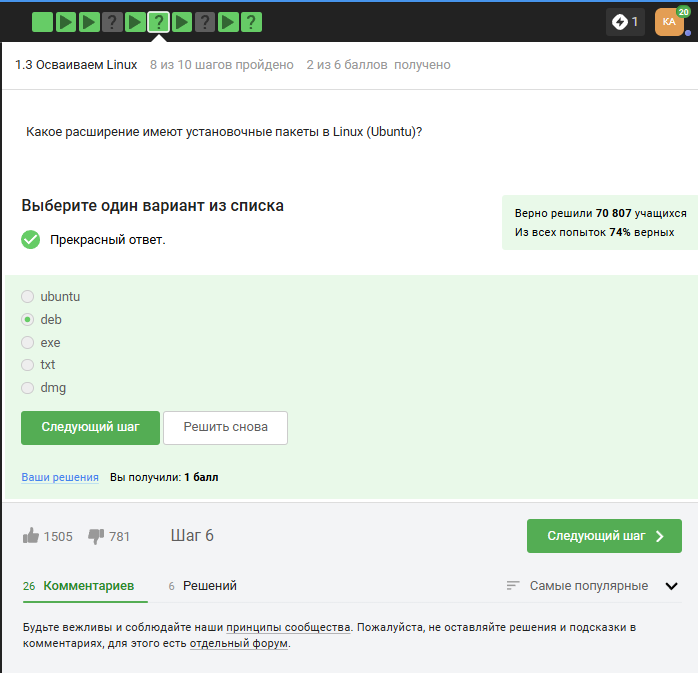 ? ? ? ?
1
KA
20
1.3 Осваиваем Linux 8 из 10 шагов пройдено 2 из 6 баллов получено
Какое расширение имеют установочные пакеты в Linux (Ubuntu)?
Выберите один вариант из списка
Верно решили 70 807 учащихся
Из всех попыток 74% верных
Прекрасный ответ.
ubuntu
deb
exe
txt
dmg
Следующий шаг Решить снова
Ваши решения Вы получили: 1 балл
1505 781 Шаг 6 Следующий шаг
26 Комментариев 6 Решений Самые популярные
Будьте вежливы и соблюдайте наши принципы сообщества. Пожалуйста, не оставляйте решения и подсказки в
комментариях, для этого есть отдельный форум.